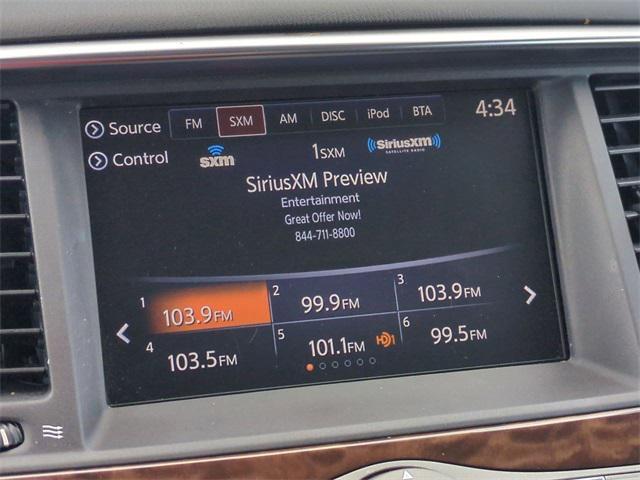 Source FM SXM AM DISC iPod BTA 4:34
Control sxm 1SXM SiriusXM
SATELLITE RADIO
SiriusXM Preview
Entertainment
Great Offer Now!
844-711-8800
1 103.9FM 2 99.9FM 3 103.9FM
4 103.5FM 5 101.1FM HD1 6 99.5FM